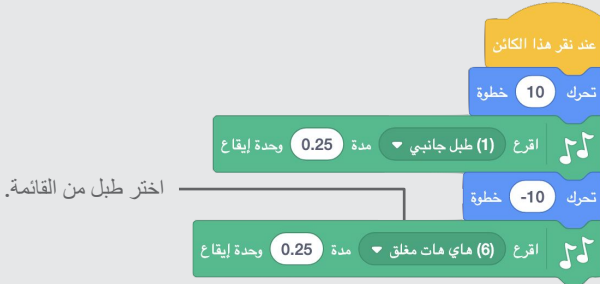 عند نقر هذا الكائن
تحرك 10 خطوة
اقرع (1) طبل جانبي مدة 0.25 وحدة إيقاع
تحرك -10 خطوة
اختر طبل من القائمة.
اقرع (6) هاي هات مغلق مدة 0.25 وحدة إيقاع